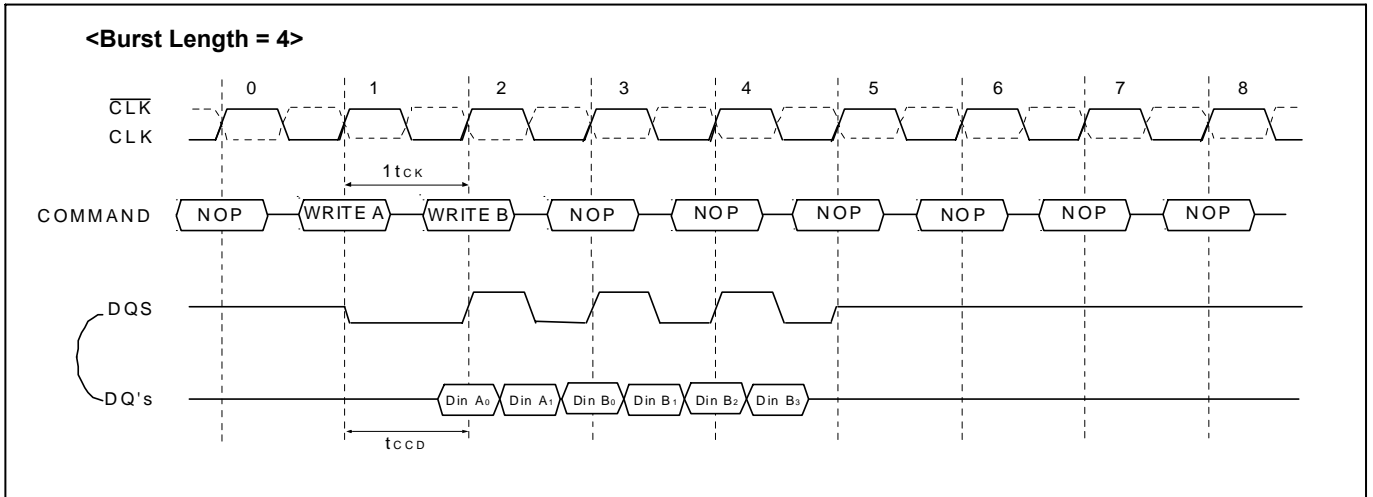 <Burst Length = 4>
0 1 2 3 4 5 6 7 8
CLK
CLK
1tCK
COMMAND NOP WRITE A WRITE B NOP NOP NOP NOP NOP NOP
DQS
DQ's Din A0 Din A1 Din B0 Din B1 Din B2 Din B3
tCCD